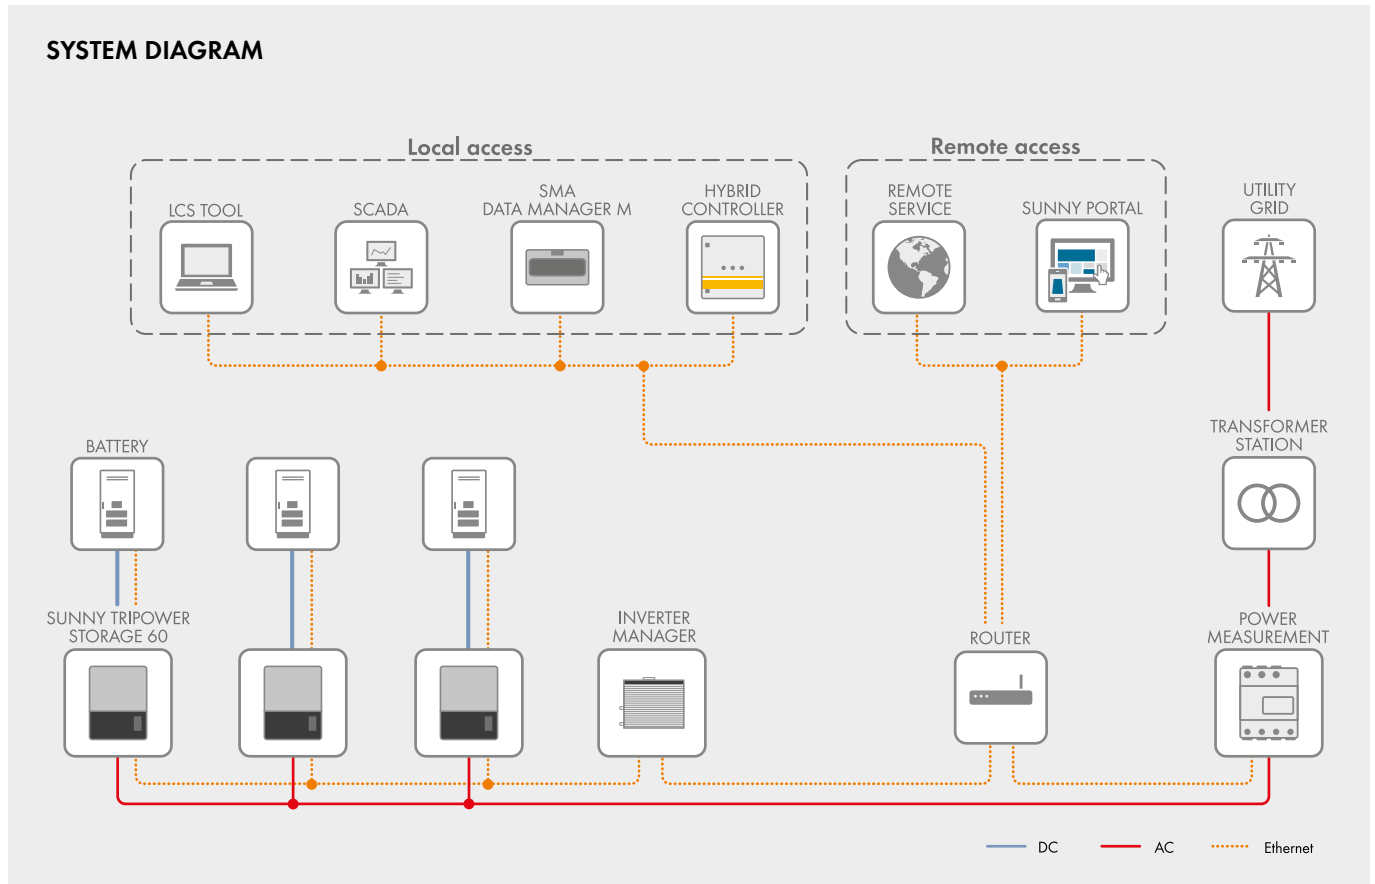 SYSTEM DIAGRAM
Local access
Remote access
LCS TOOL
SCADA
SMA
DATA MANAGER M
HYBRID
CONTROLLER
REMOTE
SERVICE
SUNNY PORTAL
UTILITY
GRID
BATTERY
TRANSFORMER
STATION
SUNNY TRIPOWER
STORAGE 60
INVERTER
MANAGER
ROUTER
POWER
MEASUREMENT
DC
AC
Ethernet